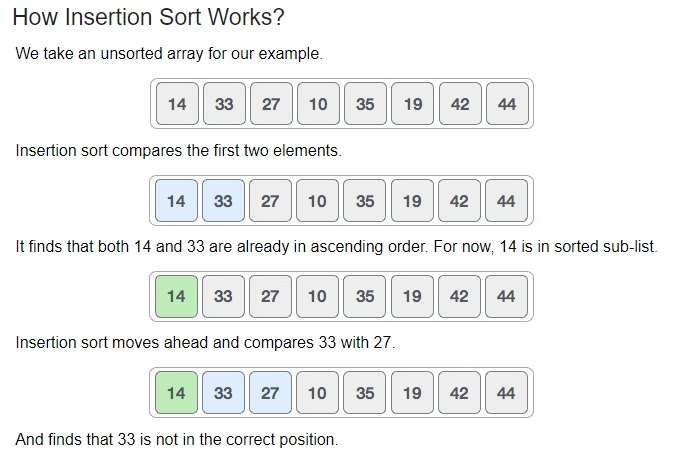 How Insertion Sort Works?
We take an unsorted array for our example.
14 33 27 10 35 19 42 44
Insertion sort compares the first two elements.
14 33 27 10 35 19 42 44
It finds that both 14 and 33 are already in ascending order. For now, 14 is in sorted sub-list.
14 33 27 10 35 19 42 44
Insertion sort moves ahead and compares 33 with 27.
14 33 27 10 35 19 42 44
And finds that 33 is not in the correct position.